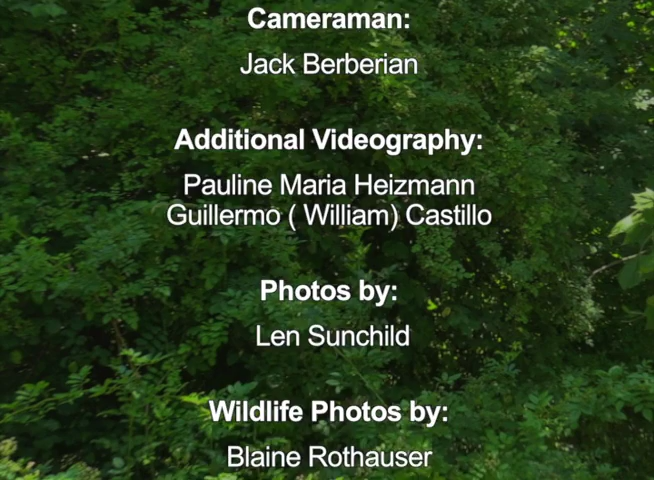 Cameraman:
Jack Berberian
Additional Videography:
Pauline Maria Heizmann
Guillermo ( William) Castillo
Photos by:
Len Sunchild
Wildlife Photos by:
Blaine Rothauser